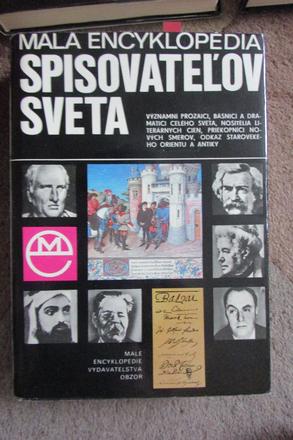 MALÁ ENCYKLOPÉDIA
SPISOVATEĽOV
SVETA
VÝZNAMNÍ PROZAICI, BÁSNICI A DRA-
MATICI CELÉHO SVETA, NOSITELIA LI-
TERÁRNYCH CIEN, PRIEKOPNÍCI NO-
VÝCH SMEROV, ODKAZ STAROVEKÉ-
HO ORIENTU A ANTIKY
EM
Balzac
MALÉ
ENCYKLOPÉDIE
VYDAVATEĽSTVA
OBZOR